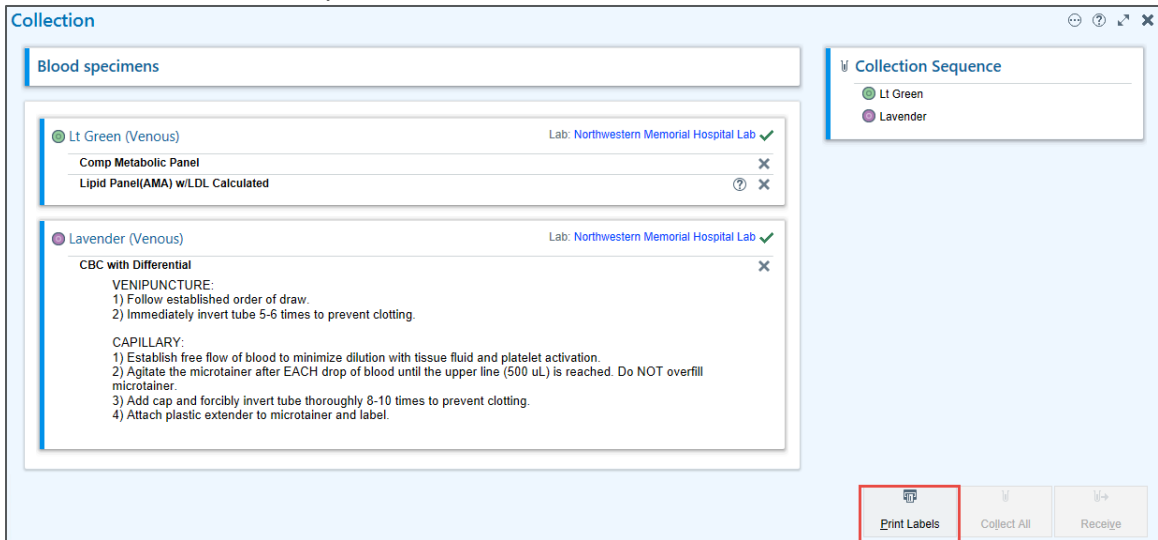 Collection
Blood specimens
Lt Green (Venous)
Lab: Northwestern Memorial Hospital Lab
Comp Metabolic Panel
Lipid Panel(AMA) w/LDL Calculated
Lavender (Venous)
Lab: Northwestern Memorial Hospital Lab
CBC with Differential
VENIPUNCTURE:
1) Follow established order of draw.
2) Immediately invert tube 5-6 times to prevent clotting.
CAPILLARY:
1) Establish free flow of blood to minimize dilution with tissue fluid and platelet activation.
2) Agitate the microtainer after EACH drop of blood until the upper line (500 uL) is reached. Do NOT overfill
microtainer.
3) Add cap and forcibly invert tube thoroughly 8-10 times to prevent clotting.
4) Attach plastic extender to microtainer and label.
Collection Sequence
Lt Green
Lavender
Print Labels
Collect All
Receive